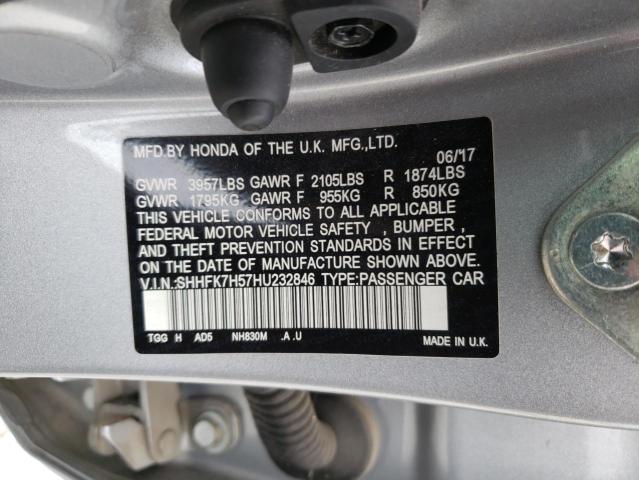 MFD.BY HONDA OF THE U.K. MFG.,LTD.
06/17
GVWR 3957LBS GAWR F 2105LBS R 1874LBS
GVWR 1795KG GAWR F 955KG R 850KG
THIS VEHICLE CONFORMS TO ALL APPLICABLE
FEDERAL MOTOR VEHICLE SAFETY , BUMPER ,
AND THEFT PREVENTION STANDARDS IN EFFECT
ON THE DATE OF MANUFACTURE SHOWN ABOVE.
V.I.N.:SHHFK7H57HU232846 TYPE:PASSENGER CAR
TGG H AD5 NH830M .A .U
MADE IN U.K.